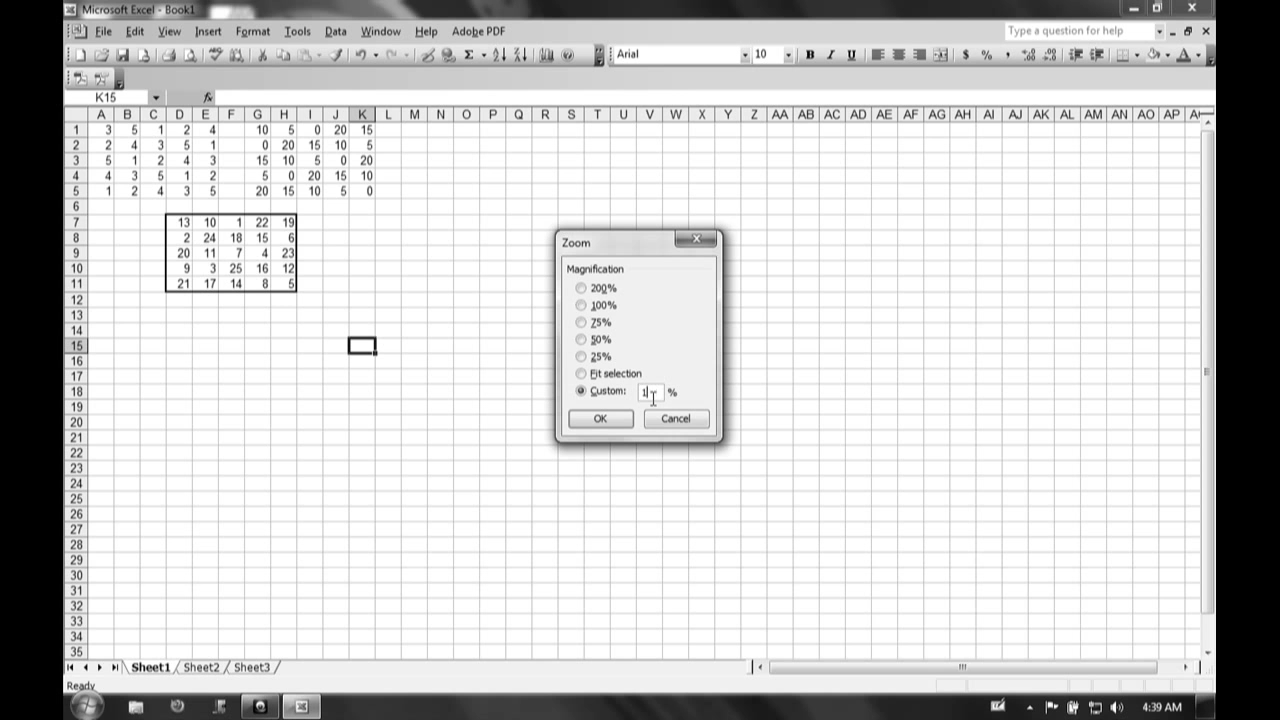 Microsoft Excel - Book1
File Edit View Insert Format Tools Data Window Help Adobe PDF
Type a question for help
Arial 10 B I U $ % ,
K15 fx
A B C D E F G H I J K L M N O P Q R S T U V W X Y Z AA AB AC AD AE AF AG AH AI AJ AK AL AM AN AO AP
1 3 5 1 2 4 10 5 0 20 15
2 2 4 3 5 1 0 20 15 10 5
3 5 1 2 4 3 15 10 5 0 20
4 4 3 5 1 2 5 0 20 15 10
5 1 2 4 3 5 20 15 10 5 0
6
7 13 10 1 22 19
8 2 24 18 15 6
9 20 11 7 4 23
10 9 3 25 16 12
11 21 17 14 8 5
12
13
14
15
16
17
18
19
20
21
22
23
24
25
26
27
28
29
30
31
32
33
34
35
Zoom
Magnification
200%
100%
75%
50%
25%
Fit selection
Custom: 1 %
OK Cancel
Sheet1 Sheet2 Sheet3
Ready
4:39 AM